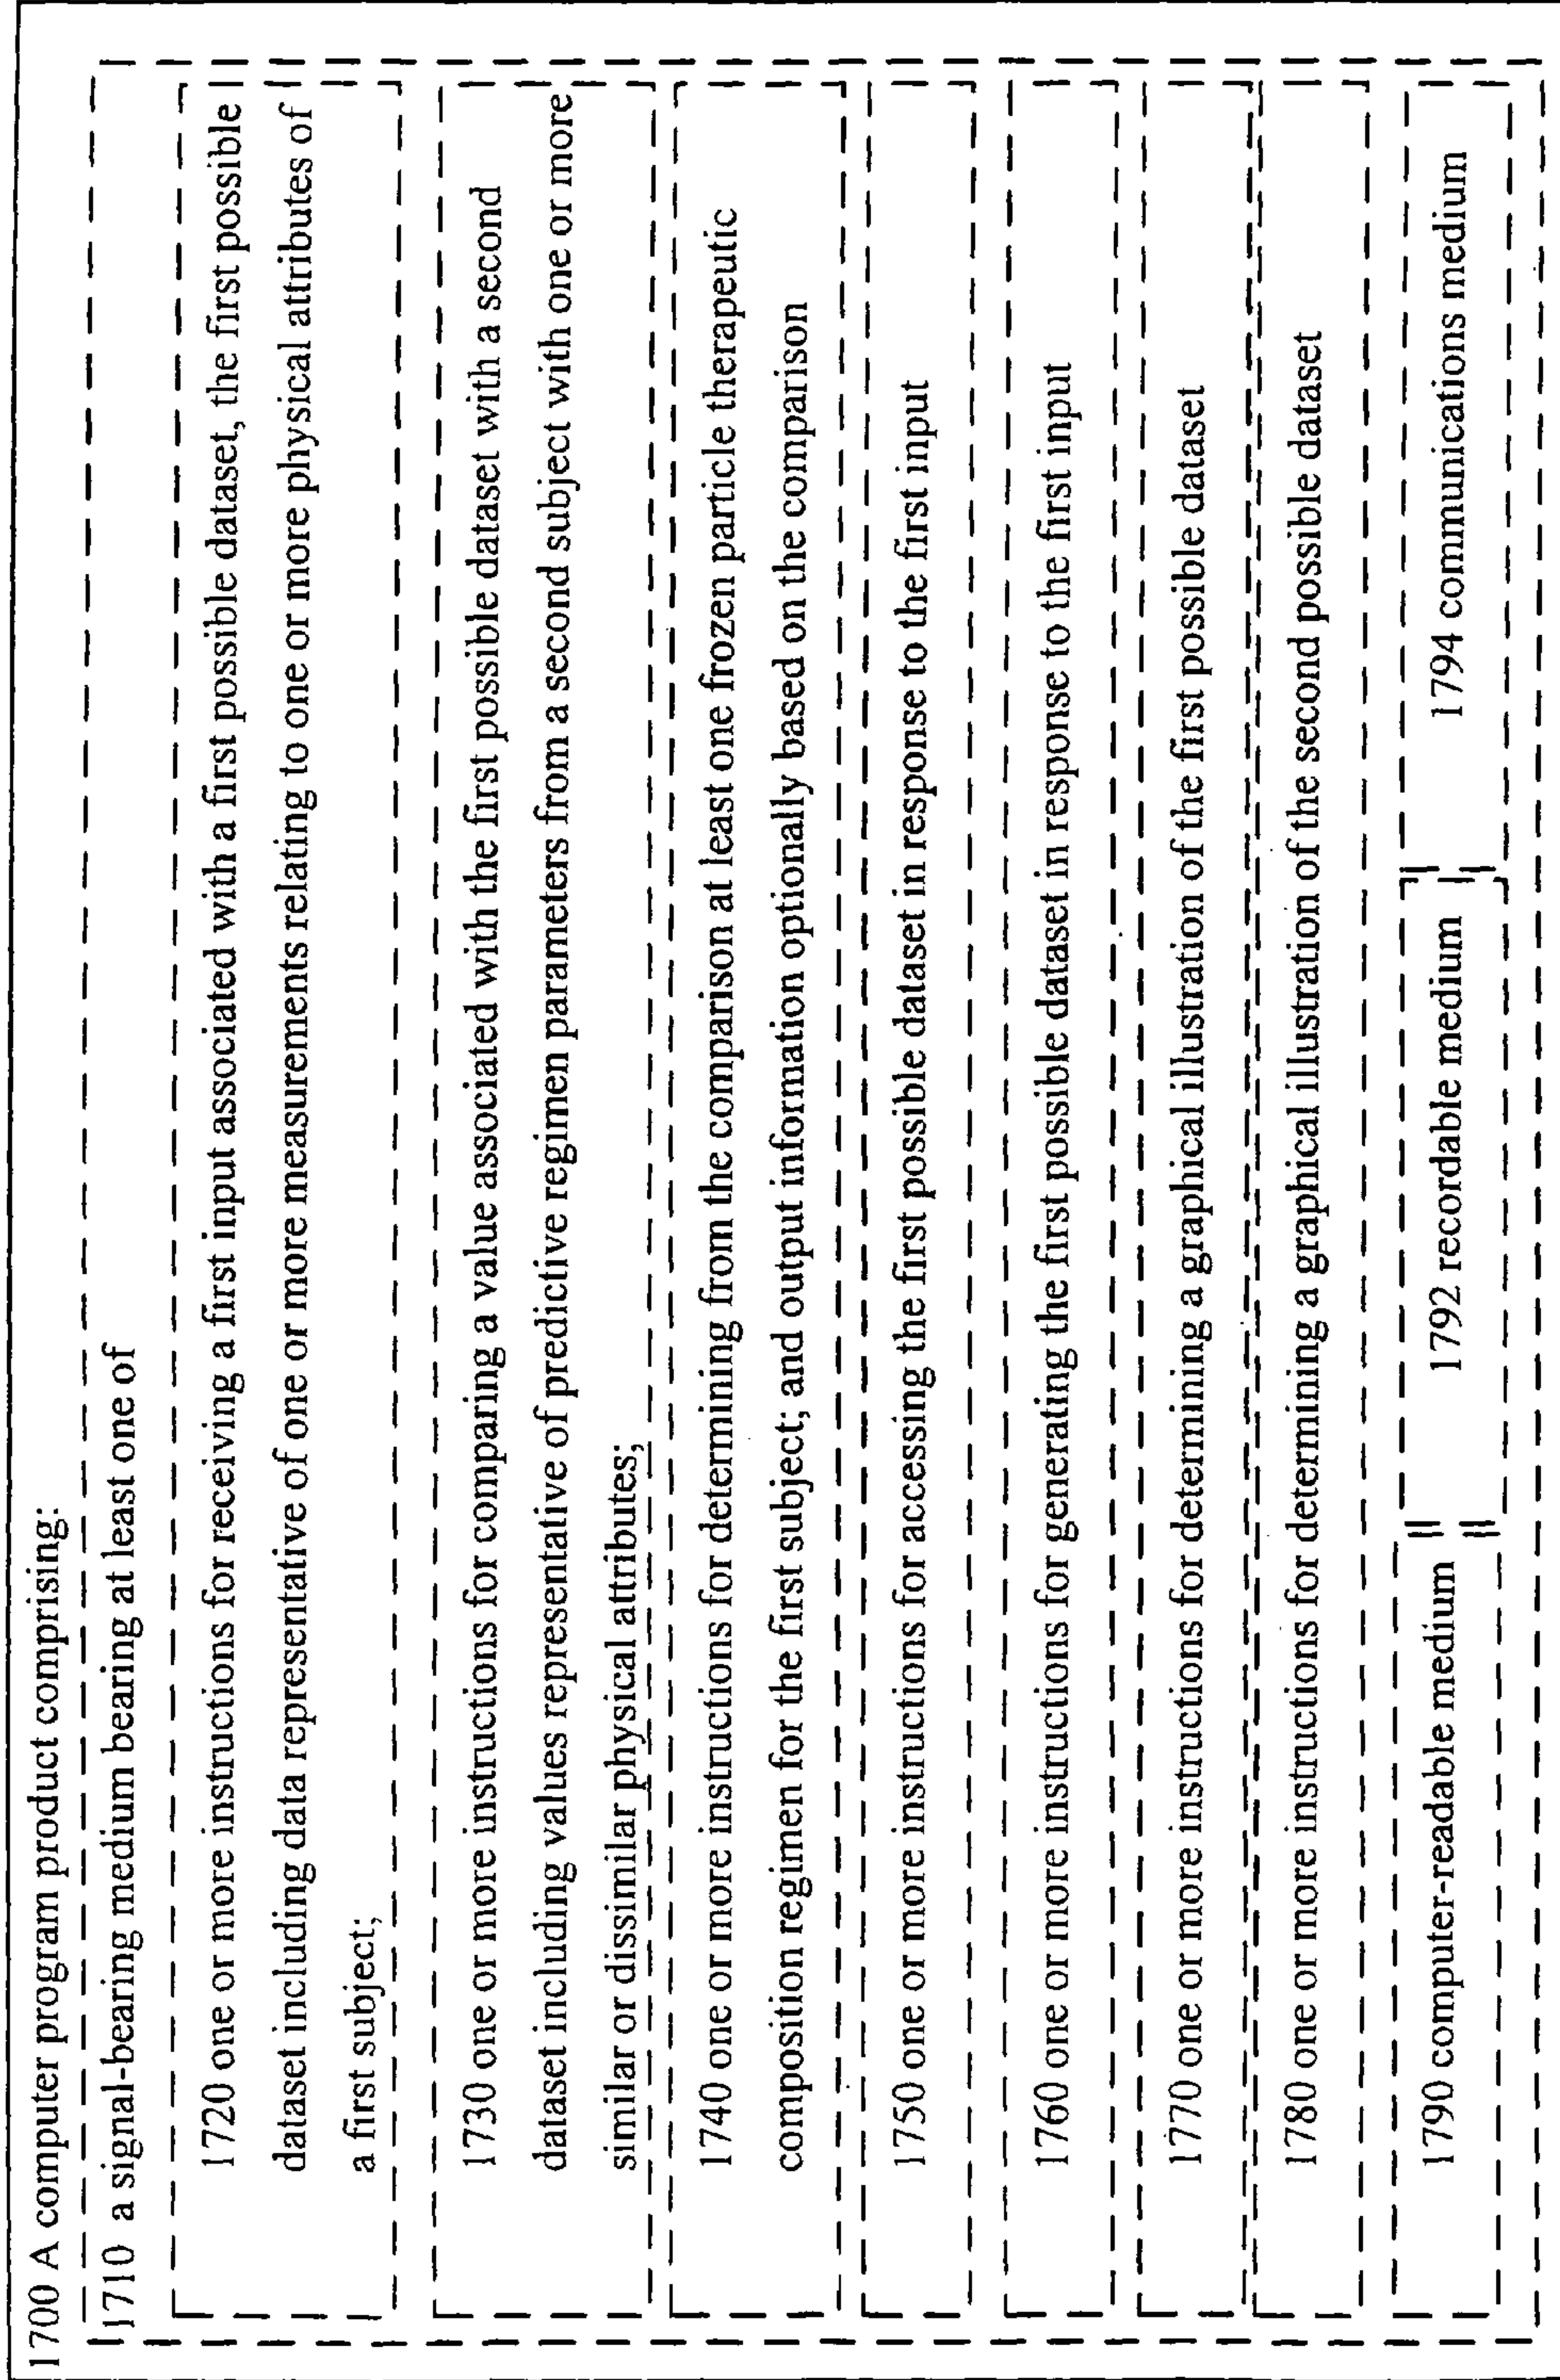 1700 A computer program product comprising:
1710 a signal-bearing medium bearing at least one of
1720 one or more instructions for receiving a first input associated with a first possible dataset, the first possible
dataset including data representative of one or more measurements relating to one or more physical attributes of
a first subject;
1730 one or more instructions for comparing a value associated with the first possible dataset with a second
dataset including values representative of predictive regimen parameters from a second subject with one or more
similar or dissimilar physical attributes;
1740 one or more instructions for determining from the comparison at least one frozen particle therapeutic
composition regimen for the first subject; and output information optionally based on the comparison
1750 one or more instructions for accessing the first possible dataset in response to the first input
1760 one or more instructions for generating the first possible dataset in response to the first input
1770 one or more instructions for determining a graphical illustration of the first possible dataset
1780 one or more instructions for determining a graphical illustration of the second possible dataset
1790 computer-readable medium
1792 recordable medium
1794 communications medium